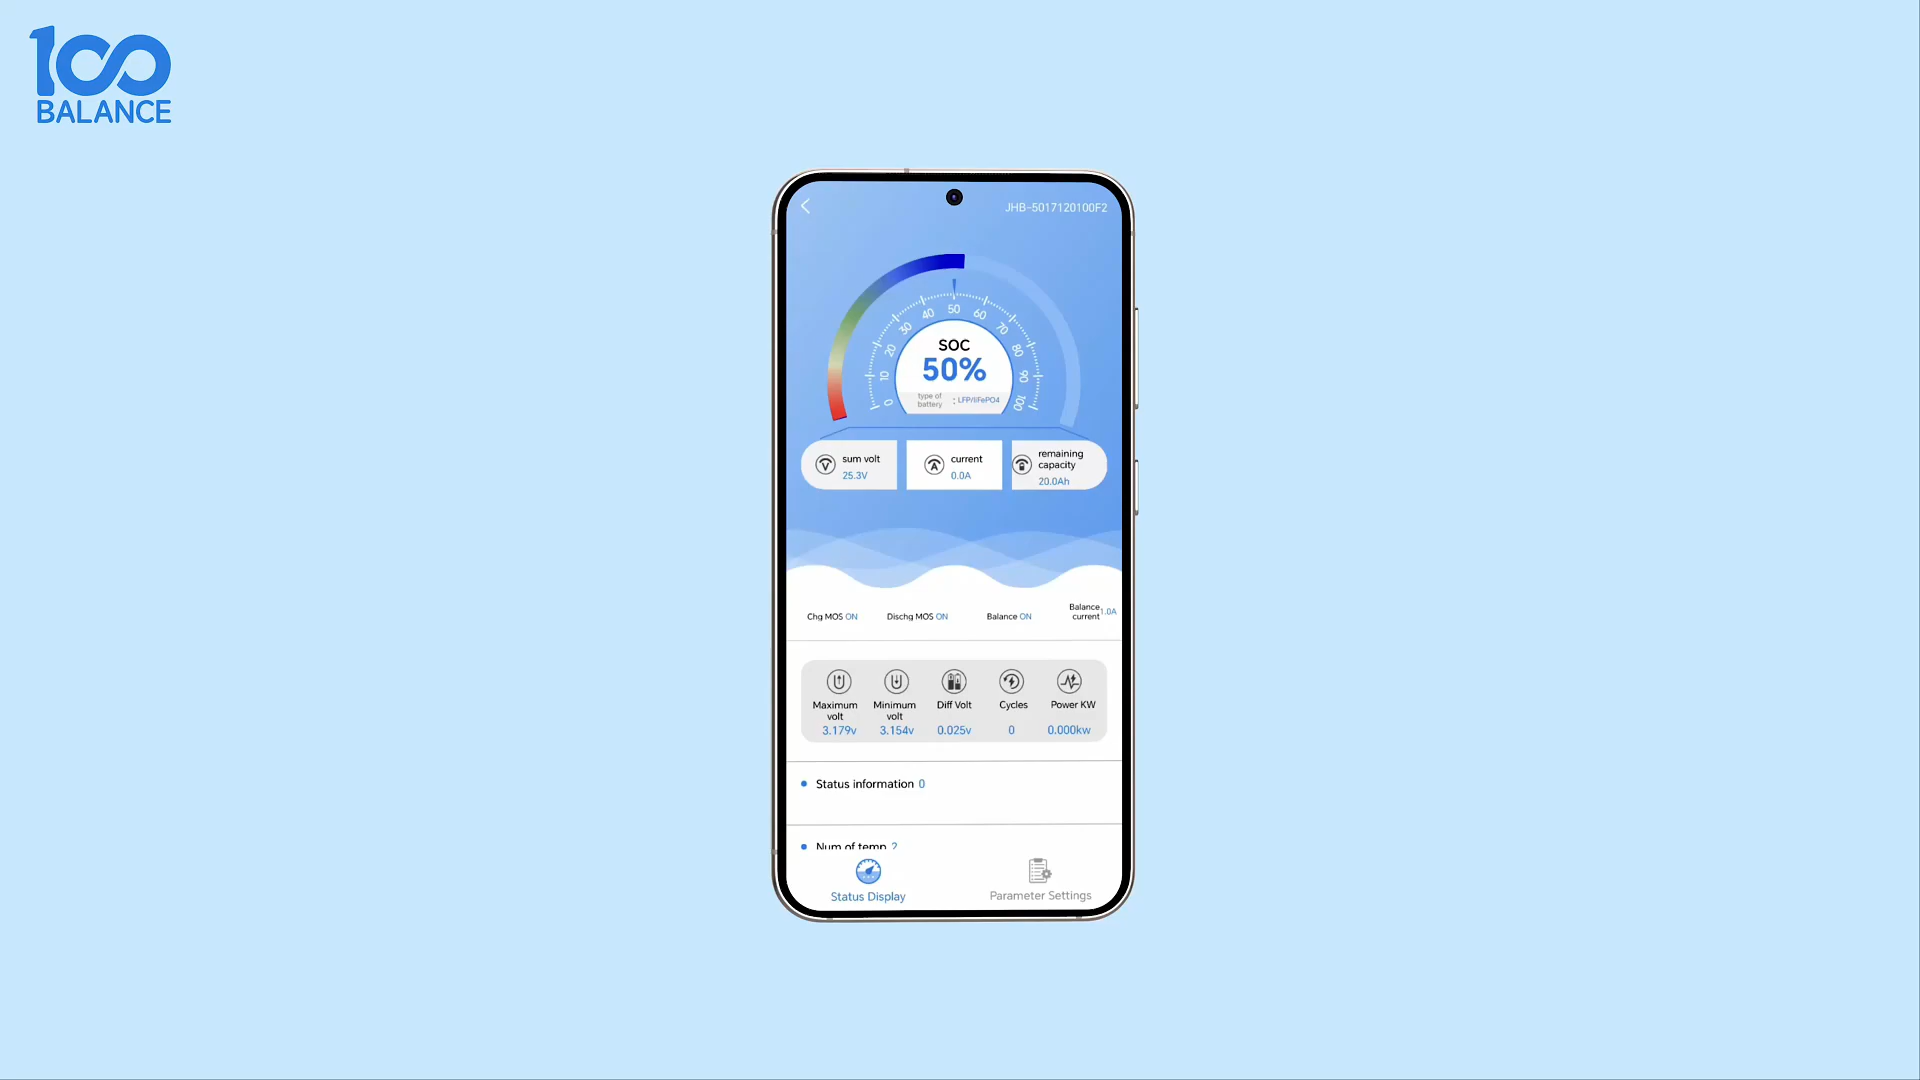 100
BALANCE
JHB-5017120100F2
0 10 20 30 40 50 60 70 80 90 100
SOC
50%
type of
battery : LFP/liFePO4
sum volt
25.3V
current
0.0A
remaining
capacity
20.0Ah
Chg MOS ON
Dischg MOS ON
Balance ON
Balance
current 1.0A
Maximum
volt
3.179v
Minimum
volt
3.154v
Diff Volt
0.025v
Cycles
0
Power KW
0.000kw
Status information 0
Num of temp 2
Status Display
Parameter Settings